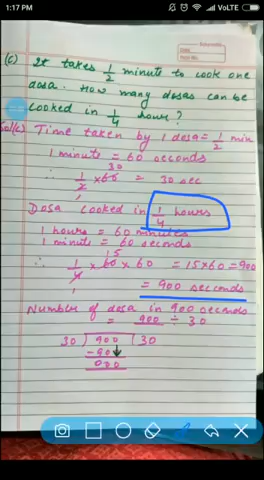 1:17 PM
VoLTE
(c) It takes 1/2 minute to cook one
dosa. How many dosas can be
cooked in 1/4 hour?
Sol(c) Time taken by 1 dosa = 1/2 min
1 minute = 60 seconds
30
∴ 1/2 × 60 = 30 sec
Dosa cooked in 1/4 hours
1 hours = 60 minutes
1 minute = 60 seconds
15
∴ 1/4 × 60 × 60 = 15×60 = 900
= 900 seconds
Number of dosa in 900 seconds
= 900 ÷ 30
30 ) 900 ( 30
-90
000